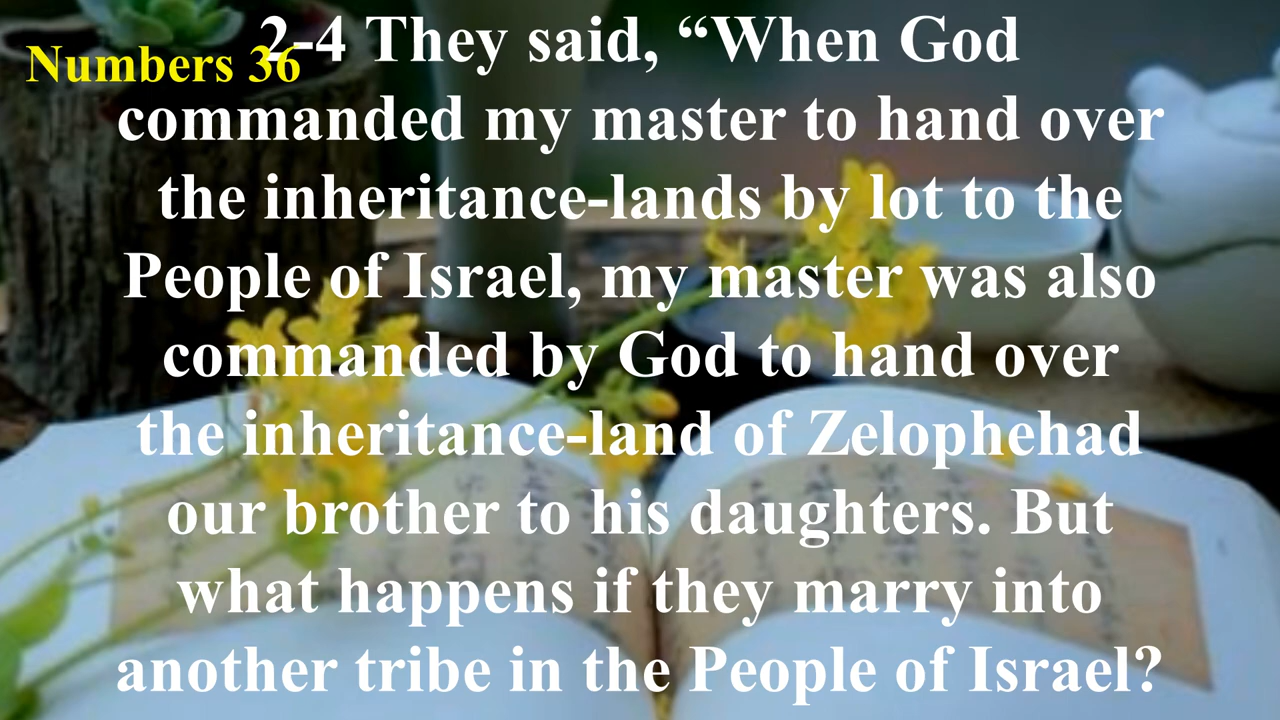 Numbers 36
2-4 They said, “When God
commanded my master to hand over
the inheritance-lands by lot to the
People of Israel, my master was also
commanded by God to hand over
the inheritance-land of Zelophehad
our brother to his daughters. But
what happens if they marry into
another tribe in the People of Israel?